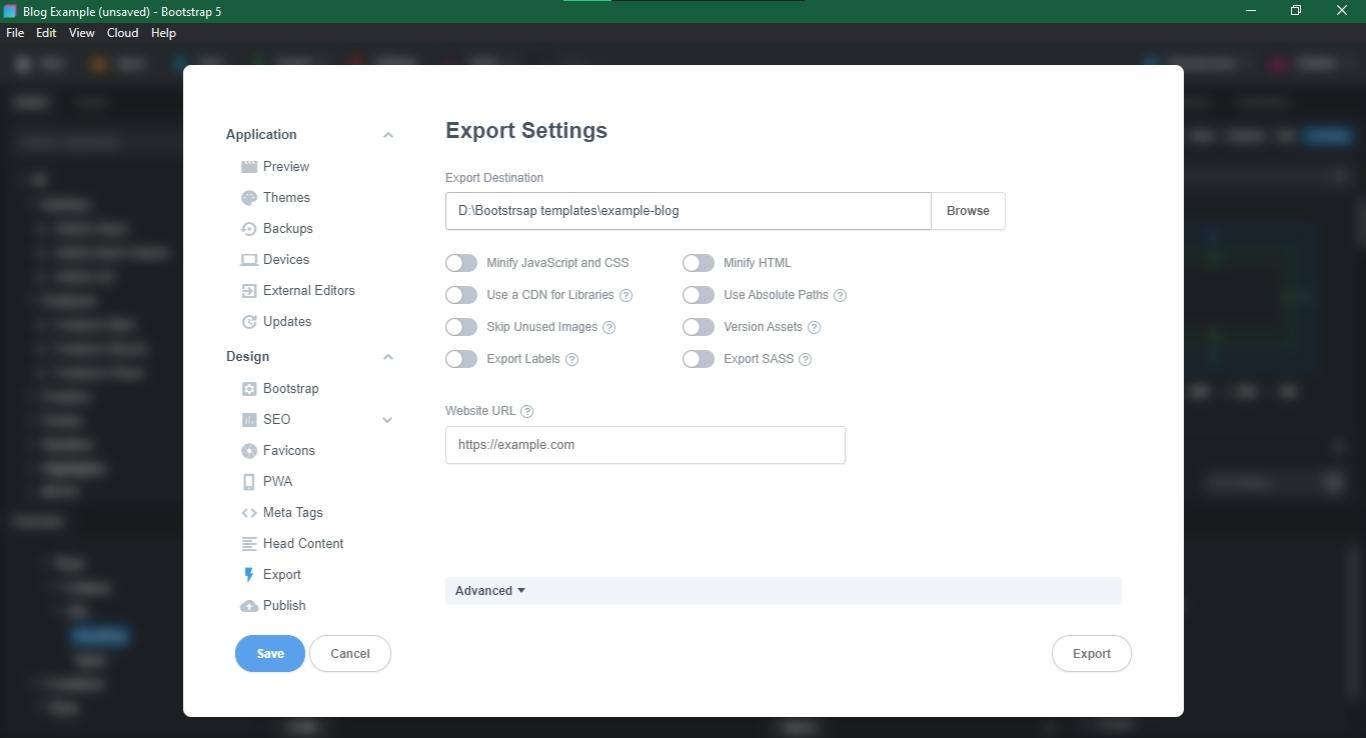 Blog Example (unsaved) - Bootstrap 5
File Edit View Cloud Help
Application
Preview
Themes
Backups
Devices
External Editors
Updates
Design
Bootstrap
SEO
Favicons
PWA
Meta Tags
Head Content
Export
Publish
Save Cancel
Export Settings
Export Destination
D:\Bootstrsap templates\example-blog Browse
Minify JavaScript and CSS Minify HTML
Use a CDN for Libraries ? Use Absolute Paths ?
Skip Unused Images ? Version Assets ?
Export Labels ? Export SASS ?
Website URL ?
https://example.com
Advanced
Export